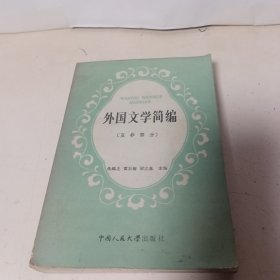 外国文学简编
(亚非部分)
朱维之 雷石榆 梁立基 主编
中国人民大学出版社